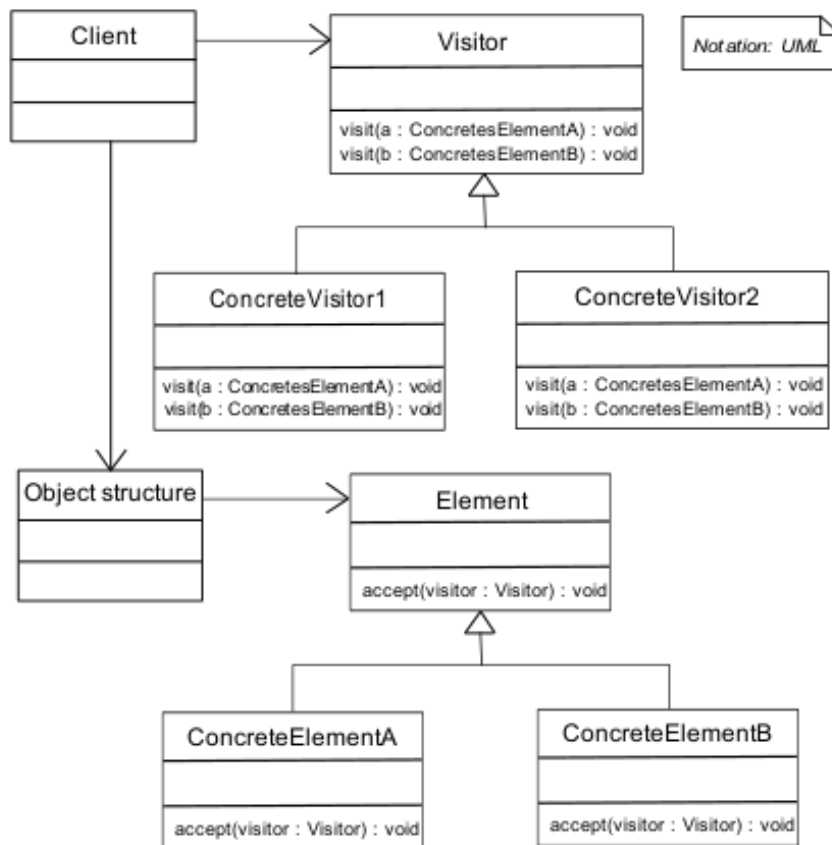 Client
Visitor
Notation: UML
visit(a : ConcretesElementA) : void
visit(b : ConcretesElementB) : void
ConcreteVisitor1
ConcreteVisitor2
visit(a : ConcretesElementA) : void
visit(b : ConcretesElementB) : void
visit(a : ConcretesElementA) : void
visit(b : ConcretesElementB) : void
Object structure
Element
accept(visitor : Visitor) : void
ConcreteElementA
ConcreteElementB
accept(visitor : Visitor) : void
accept(visitor : Visitor) : void